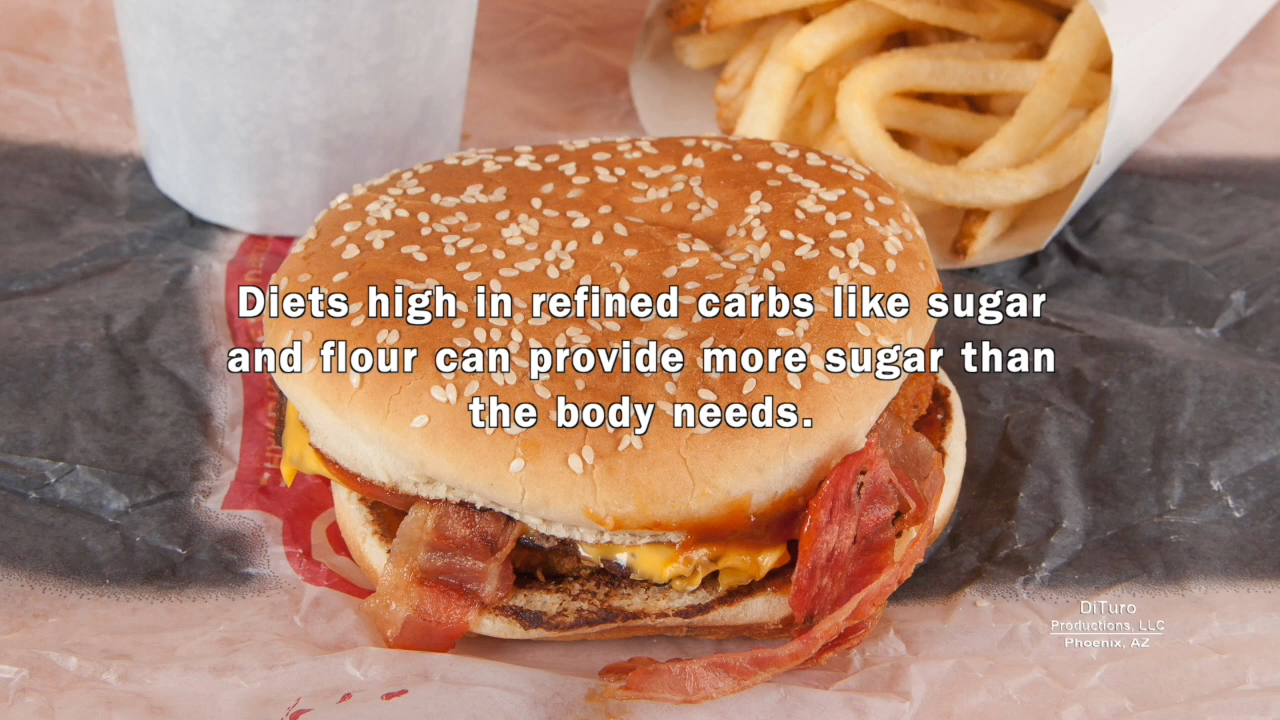 Diets high in refined carbs like sugar
and flour can provide more sugar than
the body needs.
DiTuro
Productions, LLC
Phoenix, AZ